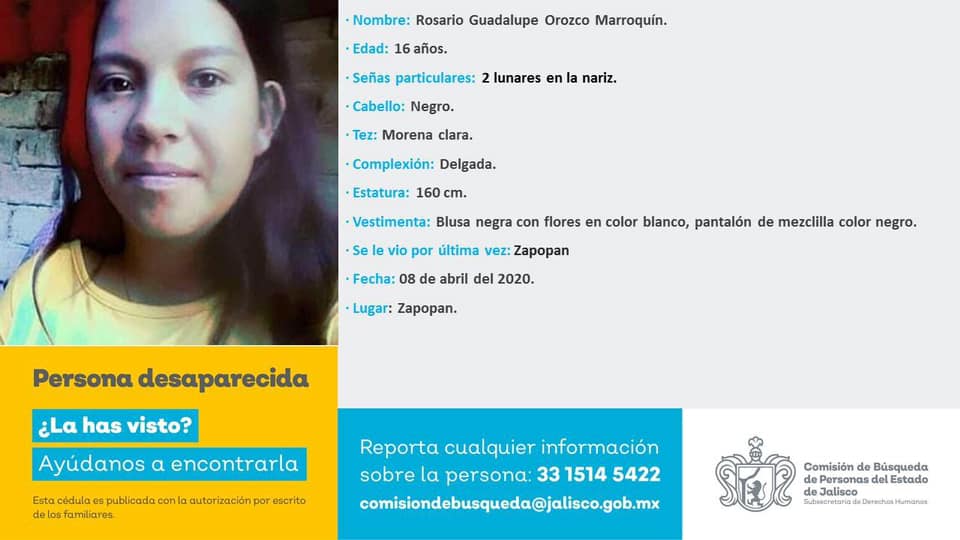 · Nombre: Rosario Guadalupe Orozco Marroquín.
· Edad: 16 años.
· Señas particulares: 2 lunares en la nariz.
· Cabello: Negro.
· Tez: Morena clara.
· Complexión: Delgada.
· Estatura: 160 cm.
· Vestimenta: Blusa negra con flores en color blanco, pantalón de mezclilla color negro.
· Se le vio por última vez: Zapopan
· Fecha: 08 de abril del 2020.
· Lugar: Zapopan.
Persona desaparecida
¿La has visto?
Ayúdanos a encontrarla
Esta cédula es publicada con la autorización por escrito
de los familiares.
Reporta cualquier información
sobre la persona: 33 1514 5422
comisiondebusqueda@jalisco.gob.mx
Comisión de Búsqueda
de Personas del Estado
de Jalisco
Subsecretaría de Derechos Humanos